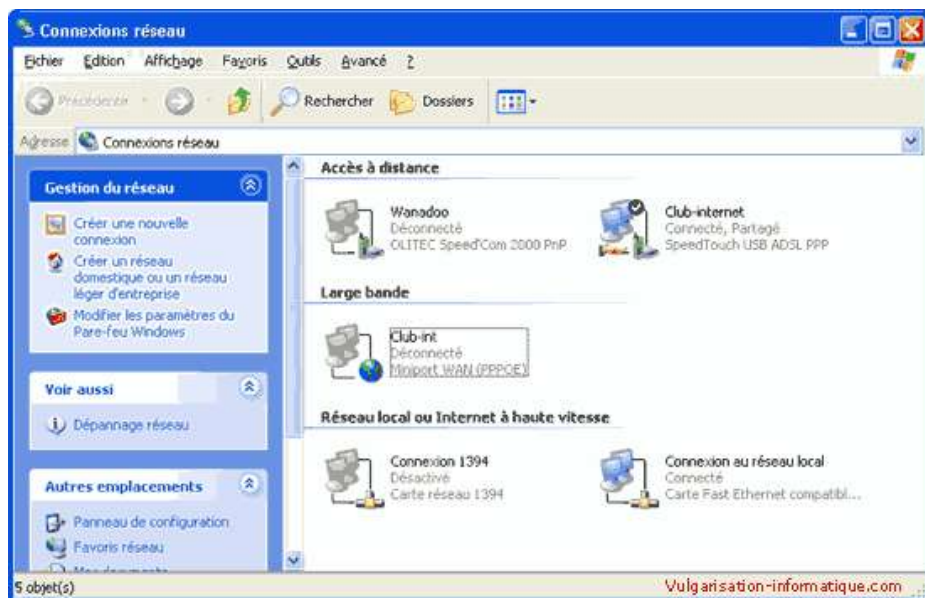 Connexions réseau
Fichier Edition Affichage Favoris Outils Avancé ?
Précédente Rechercher Dossiers
Adresse Connexions réseau
Gestion du réseau
Créer une nouvelle
connexion
Créer un réseau
domestique ou un réseau
léger d'entreprise
Modifier les paramètres du
Pare-feu Windows
Voir aussi
Dépannage réseau
Autres emplacements
Panneau de configuration
Favoris réseau
Accès à distance
Wanadoo
Déconnecté
OLITEC Speed'Com 2000 PnP
Club-internet
Connecté, Partagé
SpeedTouch USB ADSL PPP
Large bande
Club-int
Déconnecté
Miniport WAN (PPPOE)
Réseau local ou Internet à haute vitesse
Connexion 1394
Désactivé
Carte réseau 1394
Connexion au réseau local
Connecté
Carte Fast Ethernet compatibl...
5 objet(s)
Vulgarisation-informatique.com